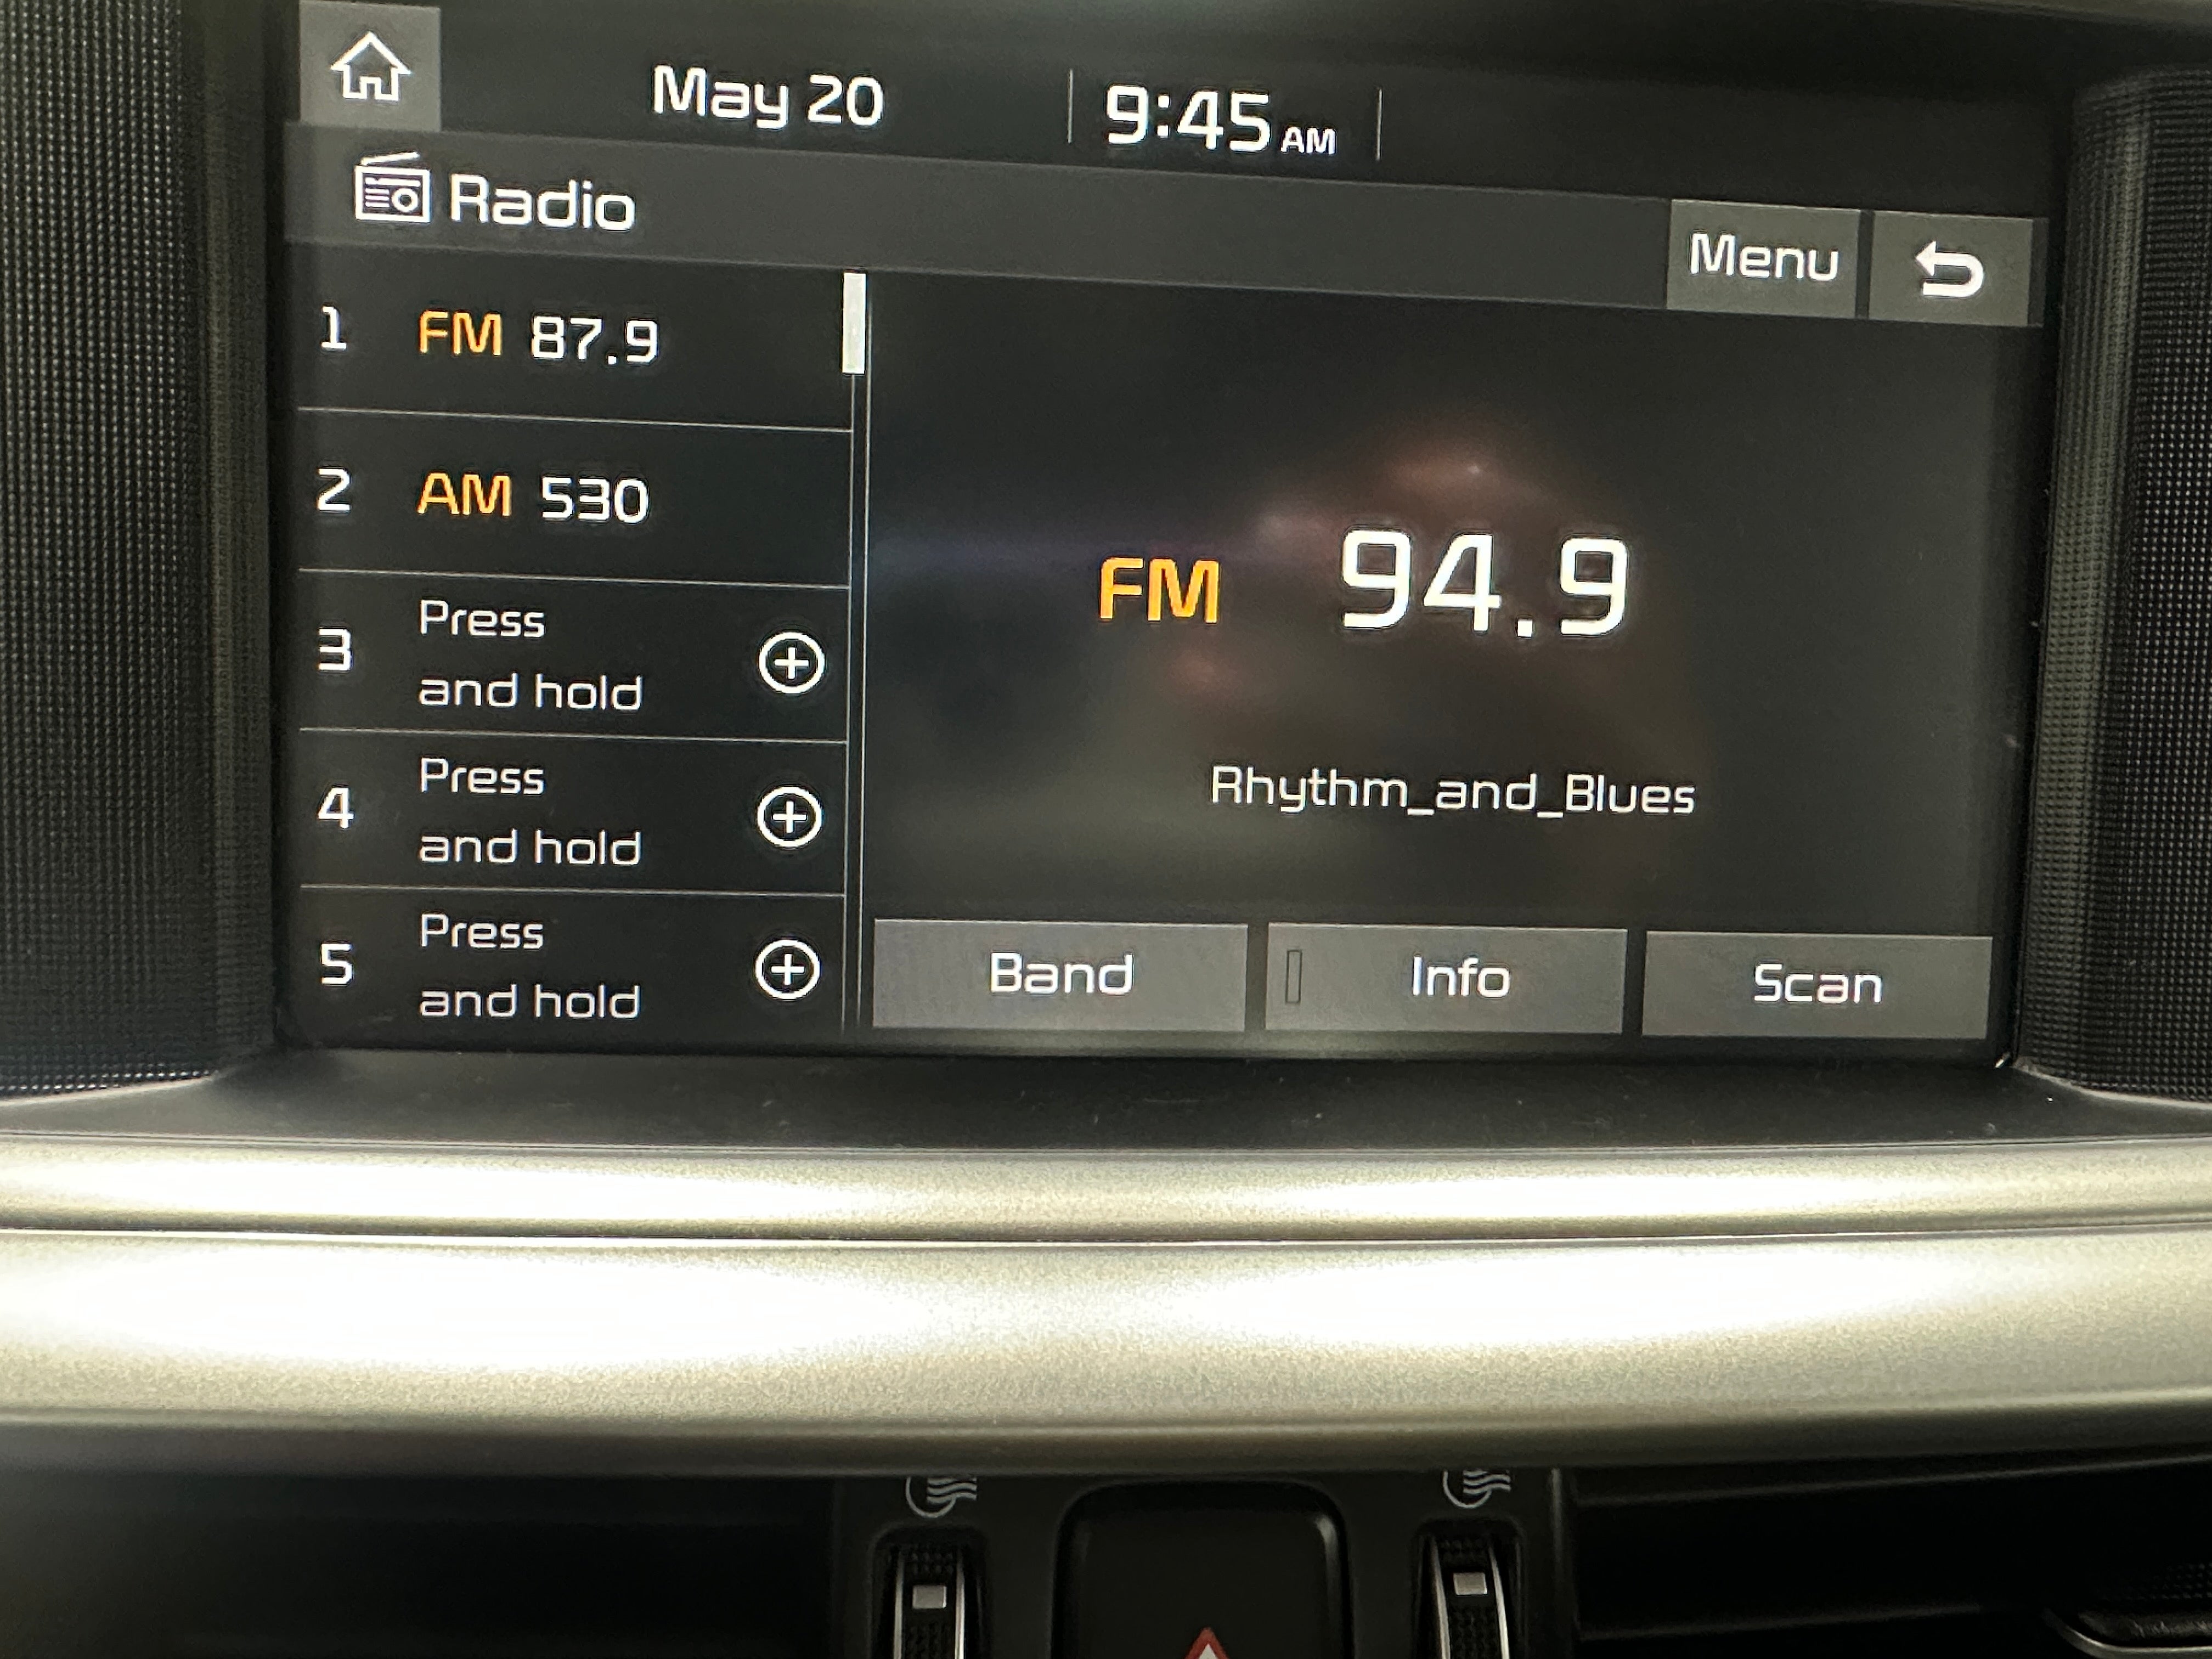 May 20
9:45 AM
Radio
Menu
1 FM 87.9
2 AM 530
3 Press
and hold
4 Press
and hold
5 Press
and hold
FM 94.9
Rhythm_and_Blues
Band
Info
Scan